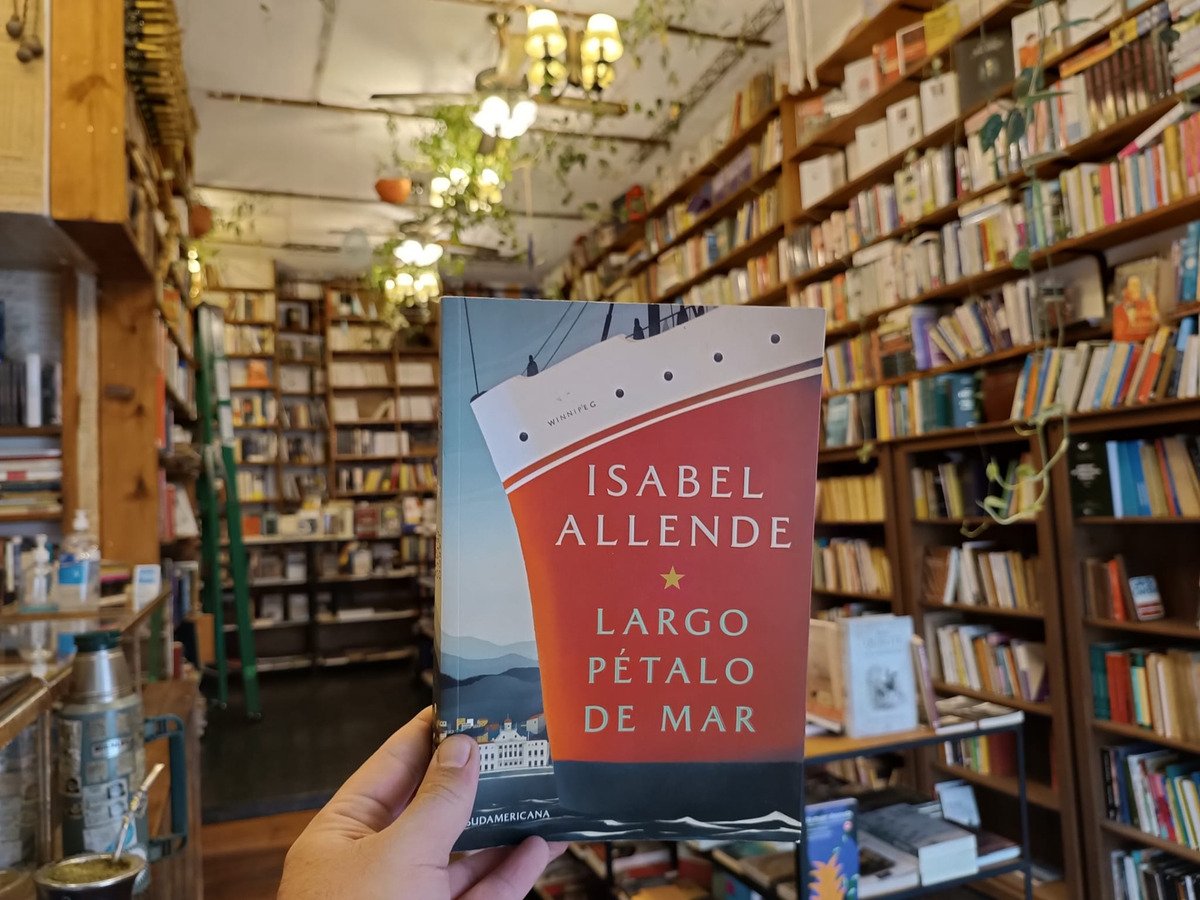 WINNIPEG
ISABEL
ALLENDE
LARGO
PÉTALO
DE MAR
SUDAMERICANA